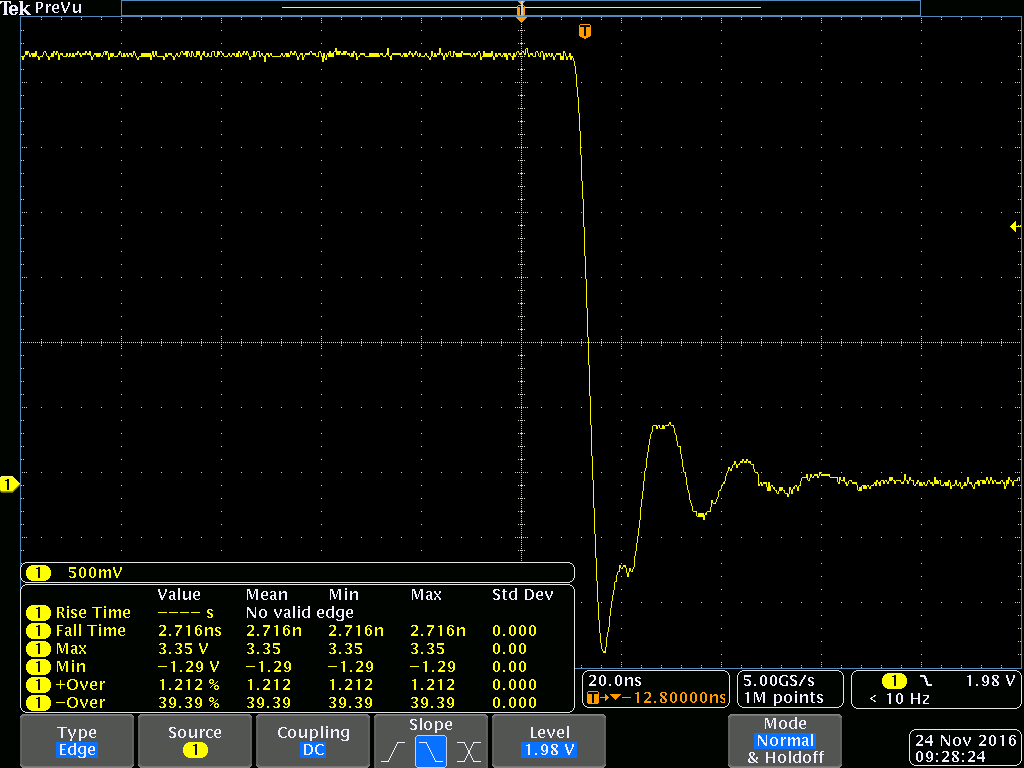 Tek PreVu
T
T
1
1 500mV
Value Mean Min Max Std Dev
1 Rise Time ---- s No valid edge
1 Fall Time 2.716ns 2.716n 2.716n 2.716n 0.000
1 Max 3.35 V 3.35 3.35 3.35 0.00
1 Min −1.29 V −1.29 −1.29 −1.29 0.00
1 +Over 1.212 % 1.212 1.212 1.212 0.000
1 −Over 39.39 % 39.39 39.39 39.39 0.000
20.0ns
T→▼−12.80000ns
5.00GS/s
1M points
1 1.98 V
< 10 Hz
Type
Edge
Source
1
Coupling
DC
Slope
Level
1.98 V
Mode
Normal
& Holdoff
24 Nov 2016
09:28:24